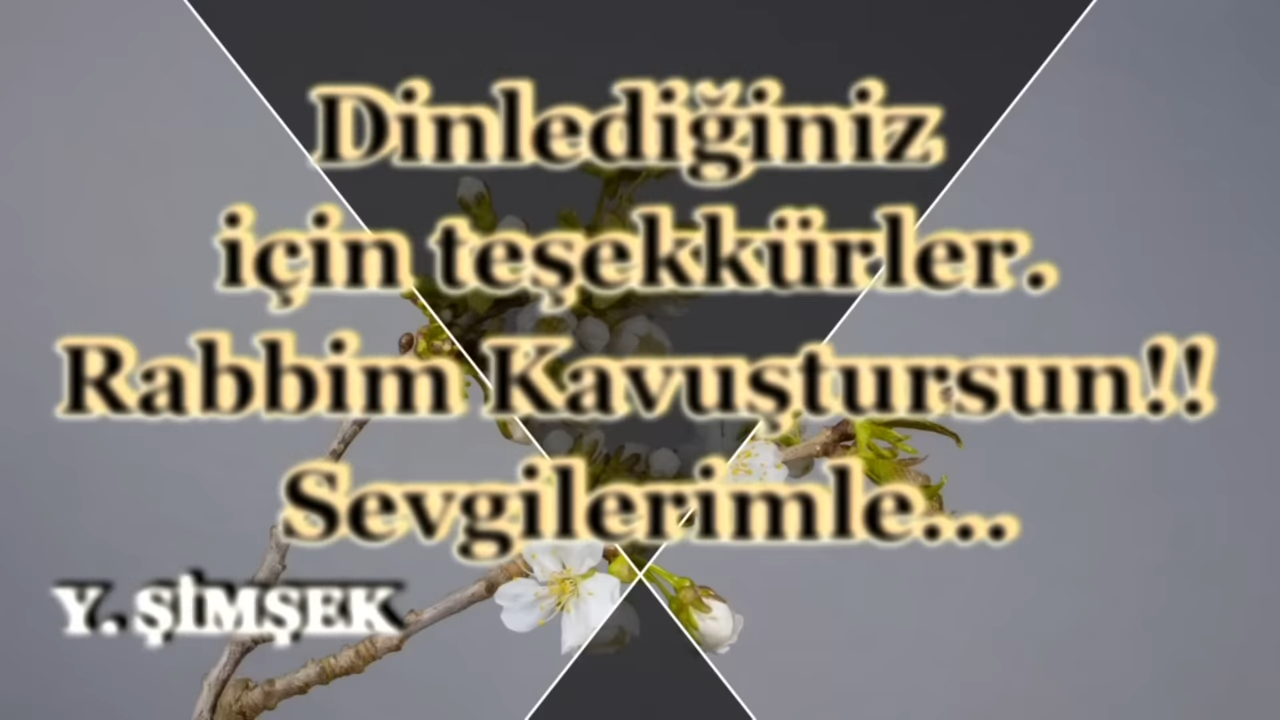 Dinlediğiniz
için teşekkürler.
Rabbim Kavuştursun!!
Sevgilerimle...
Y. ŞİMŞEK